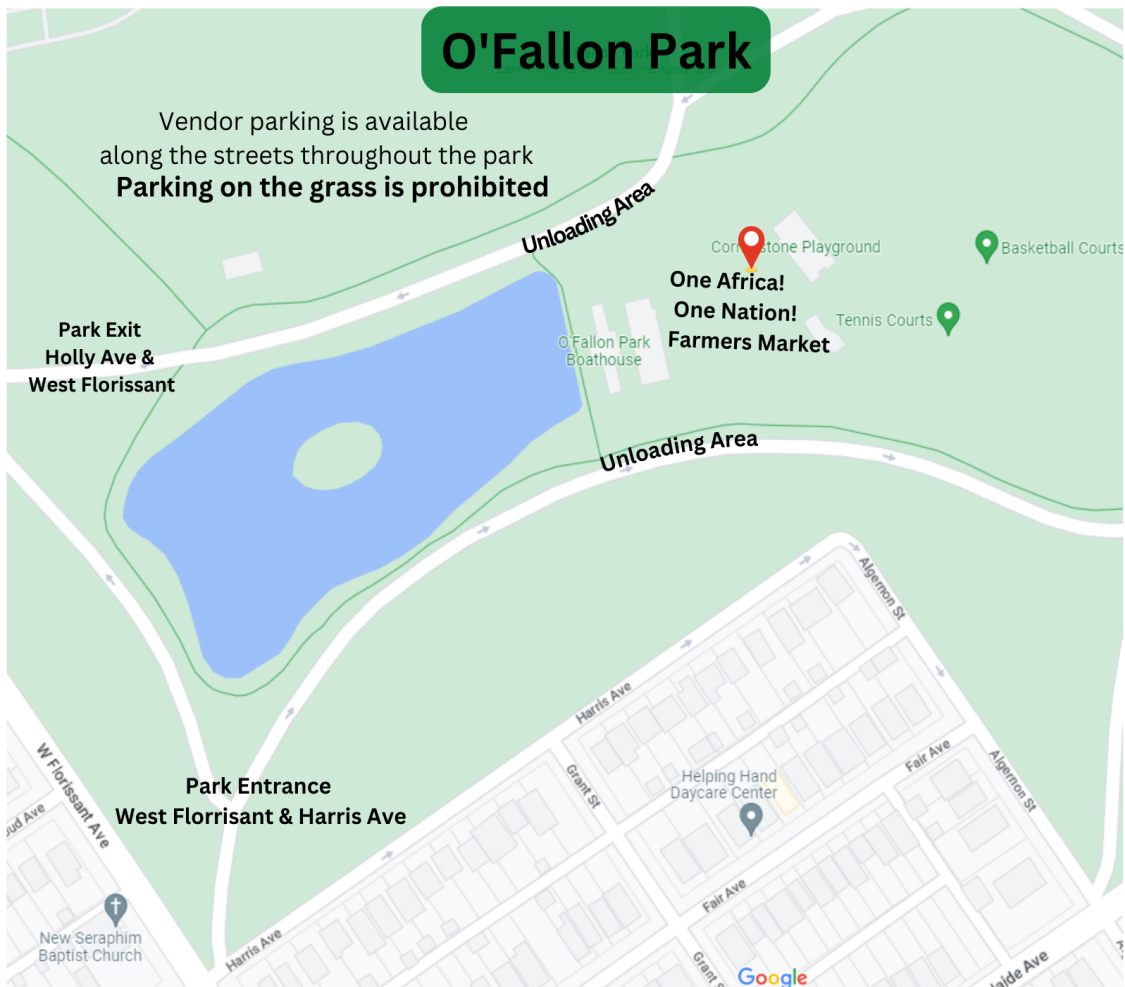 O'Fallon Park
Vendor parking is available
along the streets throughout the park
Parking on the grass is prohibited
Unloading Area
Cornerstone Playground
Basketball Courts
One Africa!
One Nation!
Farmers Market
Tennis Courts
O'Fallon Park
Boathouse
Park Exit
Holly Ave &
West Florissant
Unloading Area
Algernon St
Harris Ave
W Florissant Ave
Park Entrance
West Florrisant & Harris Ave
Grant St
Helping Hand
Daycare Center
Fair Ave
Algernon St
Fair Ave
New Seraphim
Baptist Church
Harris Ave
Grant
Google
Ave
Ave